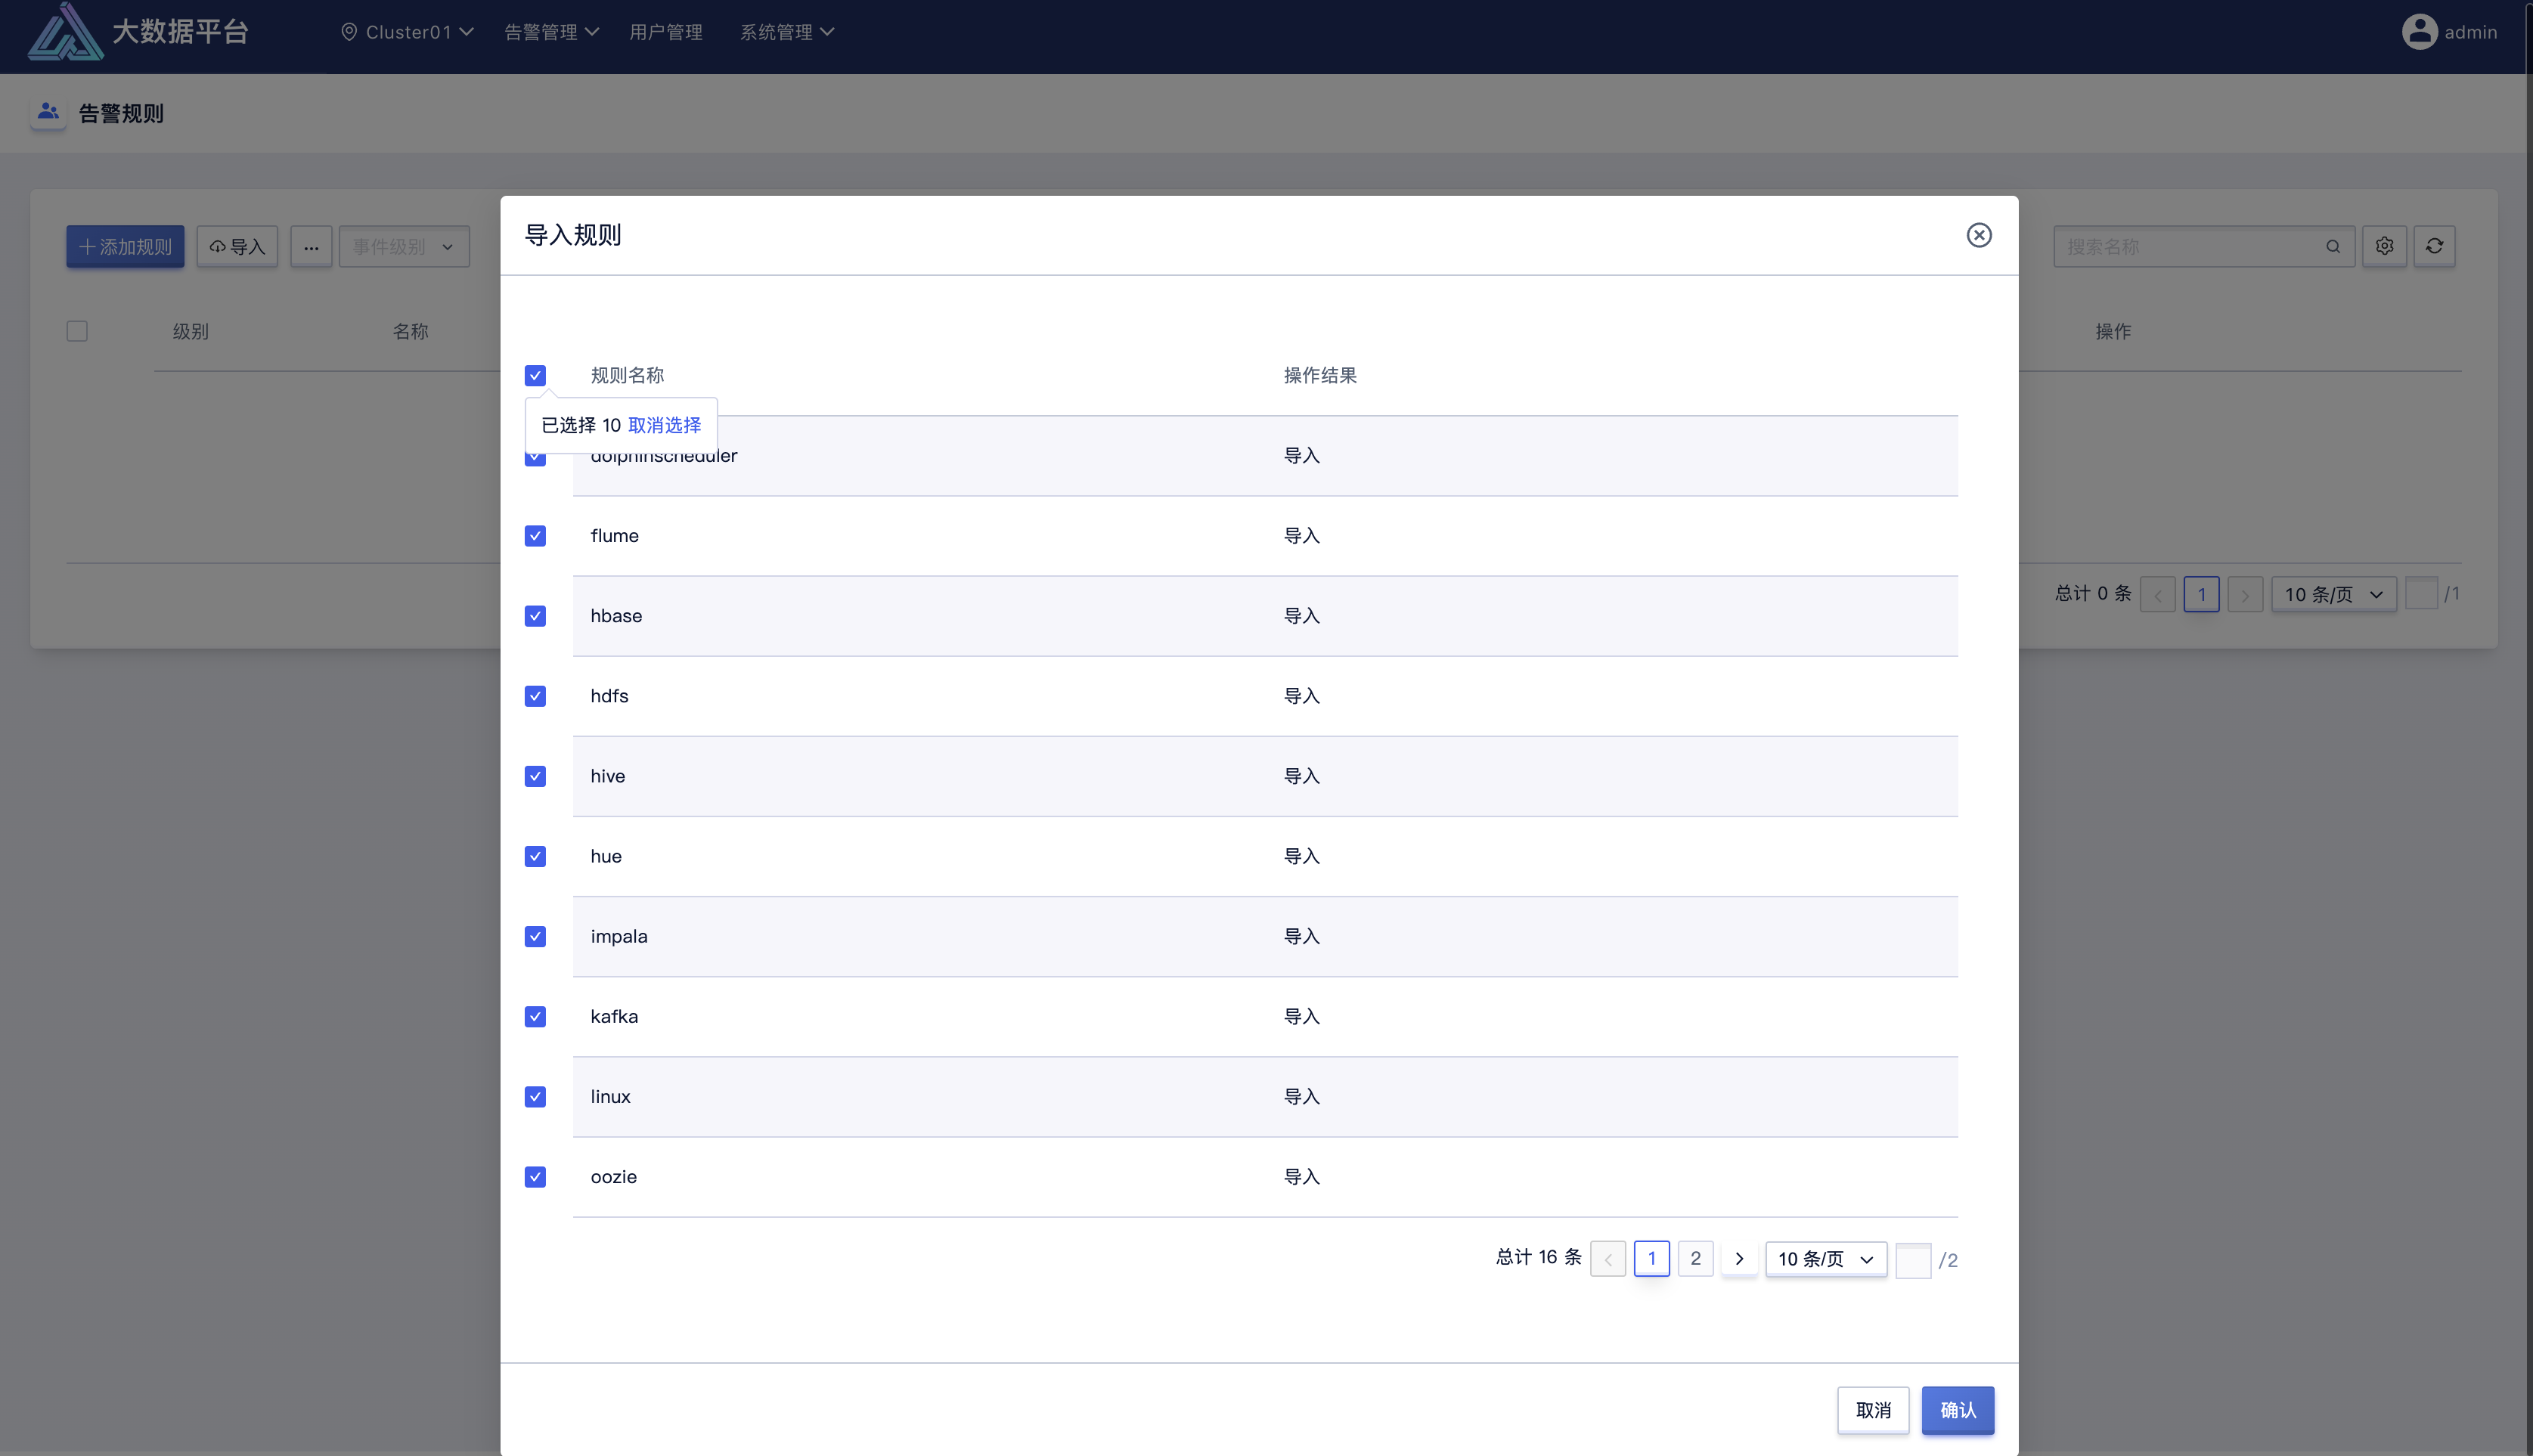 大数据平台
Cluster01
告警管理
用户管理
系统管理
admin
告警规则
添加规则
导入
...
事件级别
搜索名称
级别
名称
操作
总计 0 条
1
10 条/页
/1
导入规则
规则名称
操作结果
已选择 10 取消选择
dolphinscheduler
导入
flume
导入
hbase
导入
hdfs
导入
hive
导入
hue
导入
impala
导入
kafka
导入
linux
导入
oozie
导入
总计 16 条
1
2
10 条/页
/2
取消
确认